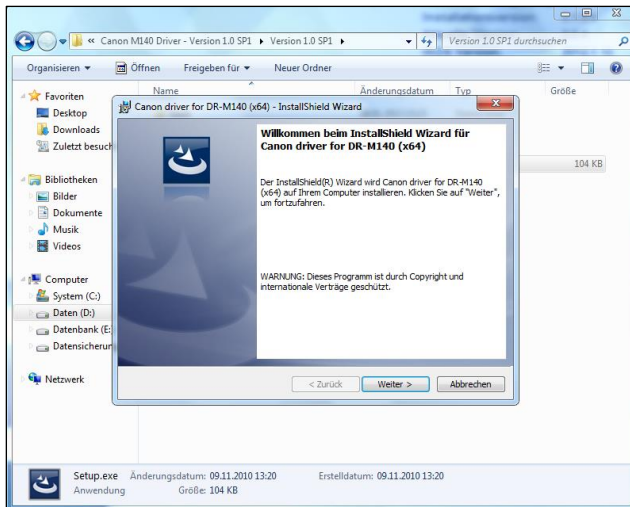 « Canon M140 Driver - Version 1.0 SP1 ▸ Version 1.0 SP1 ▸
Version 1.0 SP1 durchsuchen
Organisieren ▾ Öffnen Freigeben für ▾ Neuer Ordner
Name Änderungsdatum Typ Größe
Favoriten
Desktop
Downloads
Zuletzt besuch
104 KB
Bibliotheken
Bilder
Dokumente
Musik
Videos
Computer
System (C:)
Daten (D:)
Datenbank (E:
Datensicherun
Netzwerk
Canon driver for DR-M140 (x64) - InstallShield Wizard
Willkommen beim InstallShield Wizard für
Canon driver for DR-M140 (x64)
Der InstallShield(R) Wizard wird Canon driver for DR-M140
(x64) auf Ihrem Computer installieren. Klicken Sie auf "Weiter",
um fortzufahren.
WARNUNG: Dieses Programm ist durch Copyright und
internationale Verträge geschützt.
< Zurück Weiter > Abbrechen
Setup.exe Änderungsdatum: 09.11.2010 13:20 Erstelldatum: 09.11.2010 13:20
Anwendung Größe: 104 KB